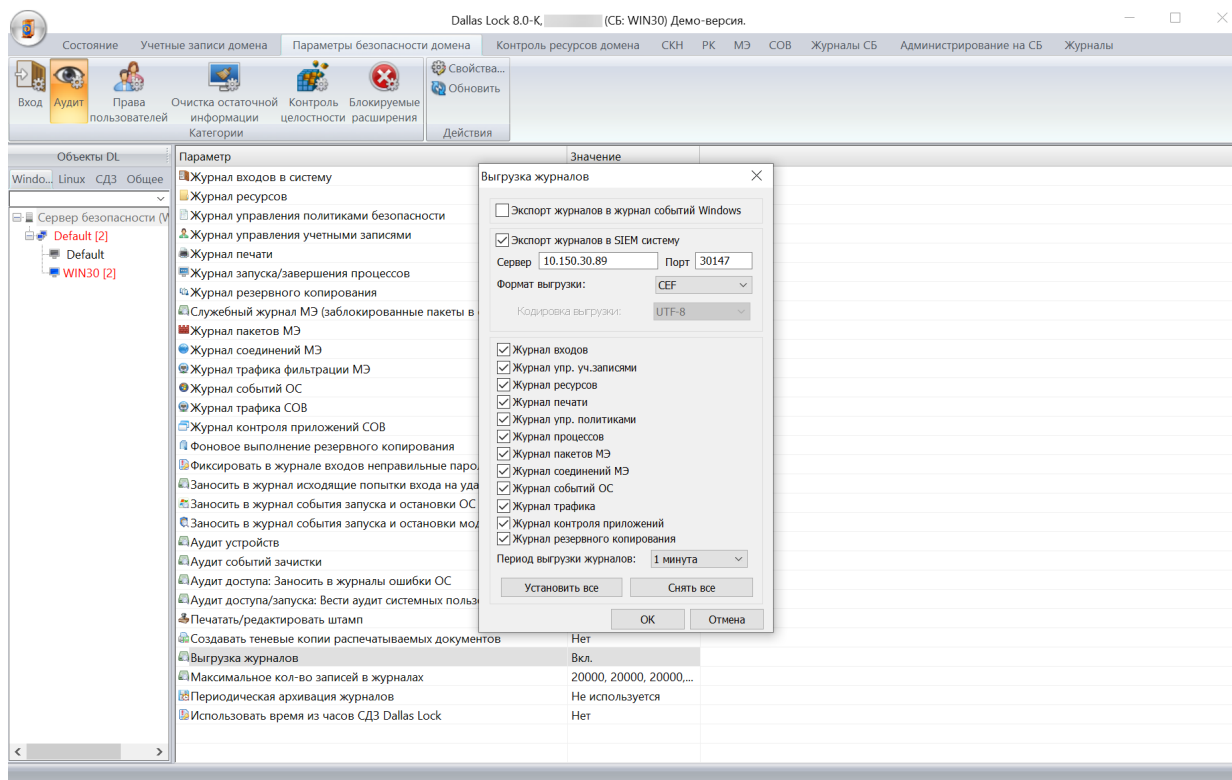 Dallas Lock 8.0-K, (СБ: WIN30) Демо-версия.
Состояние Учетные записи домена Параметры безопасности домена Контроль ресурсов домена СКН РК МЭ СОВ Журналы СБ Администрирование на СБ Журналы
Вход Аудит Права пользователей Очистка остаточной информации Контроль целостности Блокируемые расширения
Категории
Свойства...
Обновить
Действия
Объекты DL
Windo... Linux СДЗ Общее
Сервер безопасности (W
Default [2]
Default
WIN30 [2]
Параметр Значение
Журнал входов в систему
Журнал ресурсов
Журнал управления политиками безопасности
Журнал управления учетными записями
Журнал печати
Журнал запуска/завершения процессов
Журнал резервного копирования
Служебный журнал МЭ (заблокированные пакеты в
Журнал пакетов МЭ
Журнал соединений МЭ
Журнал трафика фильтрации МЭ
Журнал событий ОС
Журнал трафика СОВ
Журнал контроля приложений СОВ
Фоновое выполнение резервного копирования
Фиксировать в журнале входов неправильные паро
Заносить в журнал исходящие попытки входа на уда
Заносить в журнал события запуска и остановки ОС
Заносить в журнал события запуска и остановки мод
Аудит устройств
Аудит событий зачистки
Аудит доступа: Заносить в журналы ошибки ОС
Аудит доступа/запуска: Вести аудит системных польз
Печатать/редактировать штамп
Создавать теневые копии распечатываемых документов Нет
Выгрузка журналов Вкл.
Максимальное кол-во записей в журналах 20000, 20000, 20000,...
Периодическая архивация журналов Не используется
Использовать время из часов СДЗ Dallas Lock Нет
Выгрузка журналов
Экспорт журналов в журнал событий Windows
Экспорт журналов в SIEM систему
Сервер 10.150.30.89 Порт 30147
Формат выгрузки: CEF
Кодировка выгрузки: UTF-8
Журнал входов
Журнал упр. уч.записями
Журнал ресурсов
Журнал печати
Журнал упр. политиками
Журнал процессов
Журнал пакетов МЭ
Журнал соединений МЭ
Журнал событий ОС
Журнал трафика
Журнал контроля приложений
Журнал резервного копирования
Период выгрузки журналов: 1 минута
Установить все Снять все
OK Отмена